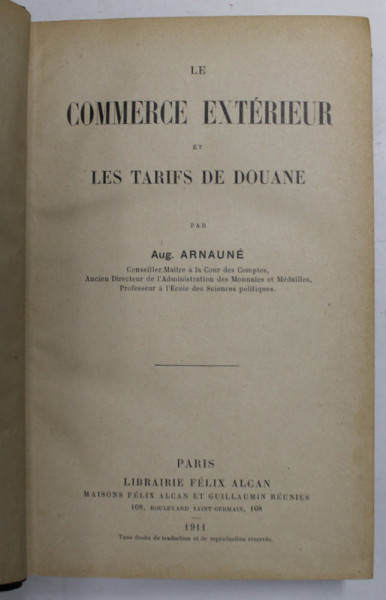 LE
COMMERCE EXTÉRIEUR
ET
LES TARIFS DE DOUANE
PAR
Aug. ARNAUNÉ
Conseiller Maître à la Cour des Comptes,
Ancien Directeur de l'Administration des Monnaies et Médailles,
Professeur à l'École des Sciences politiques.
PARIS
LIBRAIRIE FÉLIX ALCAN
MAISONS FÉLIX ALCAN ET GUILLAUMIN RÉUNIES
108, BOULEVARD SAINT-GERMAIN, 108
1911
Tous droits de traduction et de reproduction réservés.